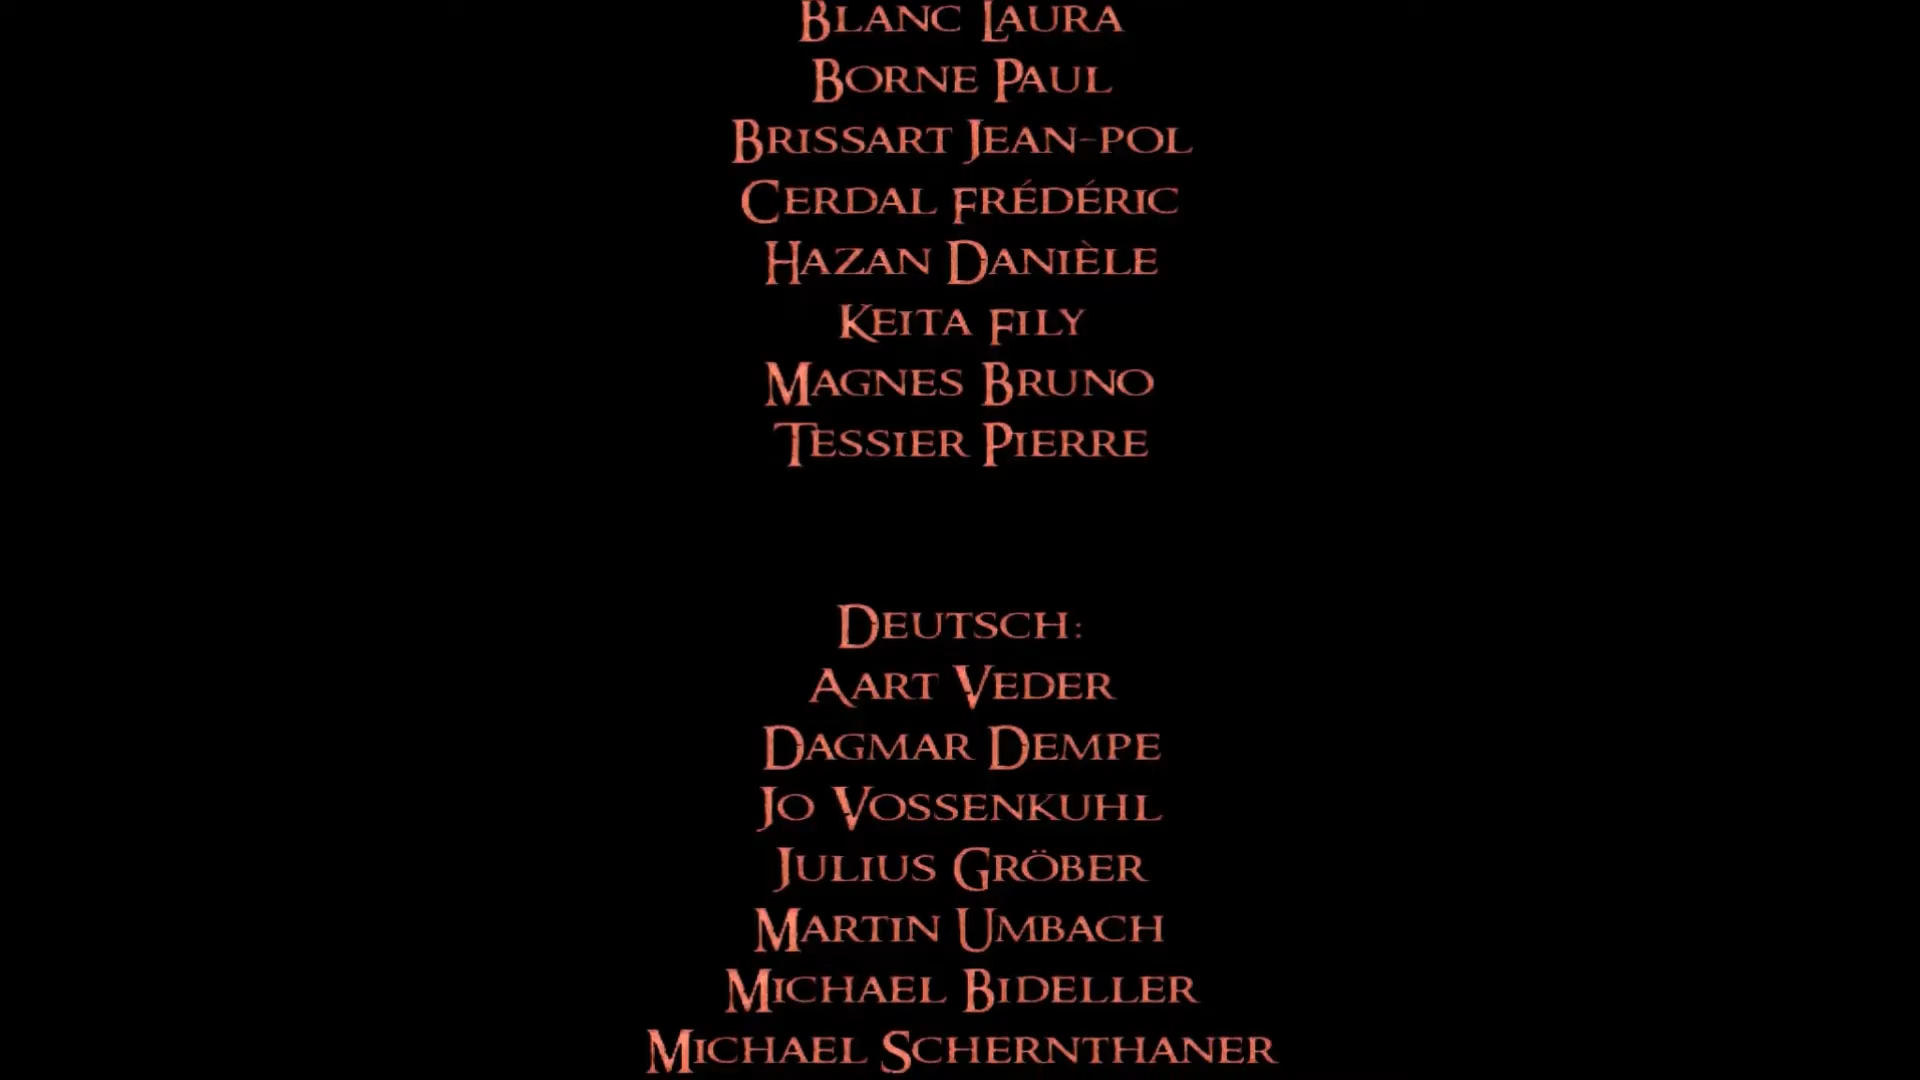 Blanc Laura
Borne Paul
Brissart Jean-pol
Cerdal frédéric
Hazan Danièle
Keita fily
Magnes Bruno
Tessier Pierre
Deutsch:
Aart Veder
Dagmar Dempe
Jo Vossenkuhl
Julius Gröber
Martin Umbach
Michael Bideller
Michael Schernthaner